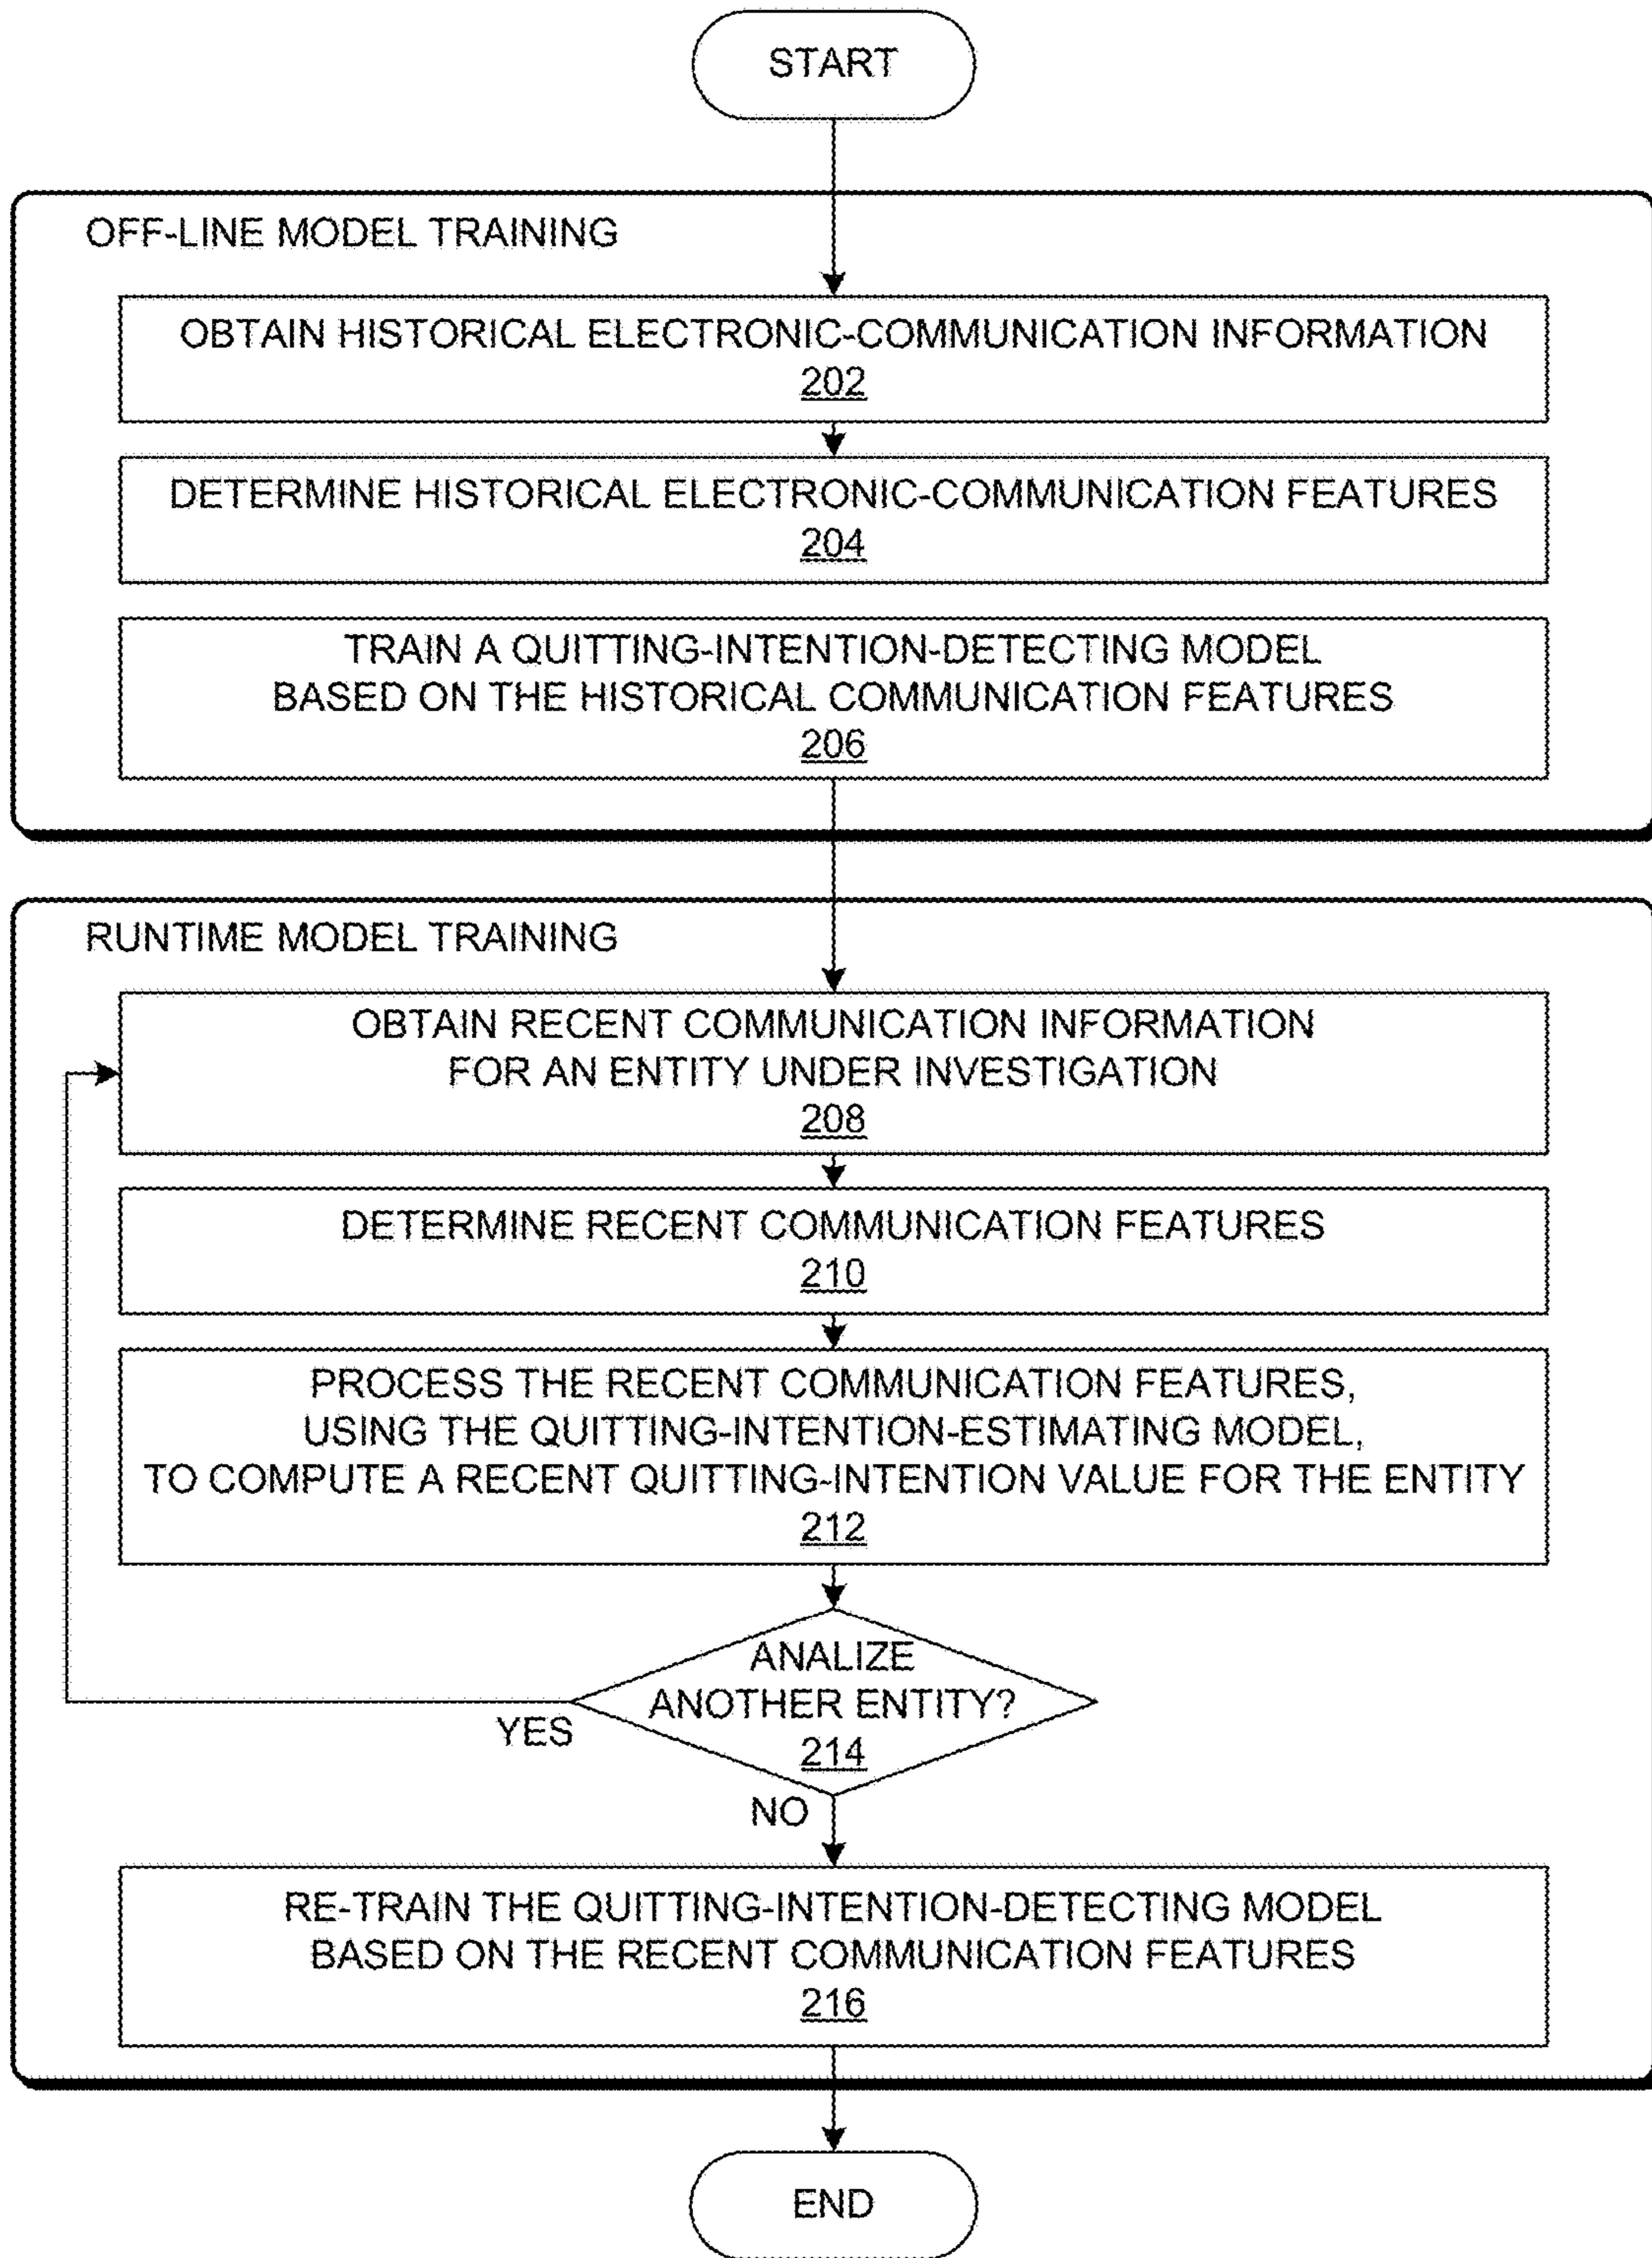 START
OFF-LINE MODEL TRAINING
OBTAIN HISTORICAL ELECTRONIC-COMMUNICATION INFORMATION
202
DETERMINE HISTORICAL ELECTRONIC-COMMUNICATION FEATURES
204
TRAIN A QUITTING-INTENTION-DETECTING MODEL
BASED ON THE HISTORICAL COMMUNICATION FEATURES
206
RUNTIME MODEL TRAINING
OBTAIN RECENT COMMUNICATION INFORMATION
FOR AN ENTITY UNDER INVESTIGATION
208
DETERMINE RECENT COMMUNICATION FEATURES
210
PROCESS THE RECENT COMMUNICATION FEATURES,
USING THE QUITTING-INTENTION-ESTIMATING MODEL,
TO COMPUTE A RECENT QUITTING-INTENTION VALUE FOR THE ENTITY
212
ANALIZE
ANOTHER ENTITY?
214
YES
NO
RE-TRAIN THE QUITTING-INTENTION-DETECTING MODEL
BASED ON THE RECENT COMMUNICATION FEATURES
216
END